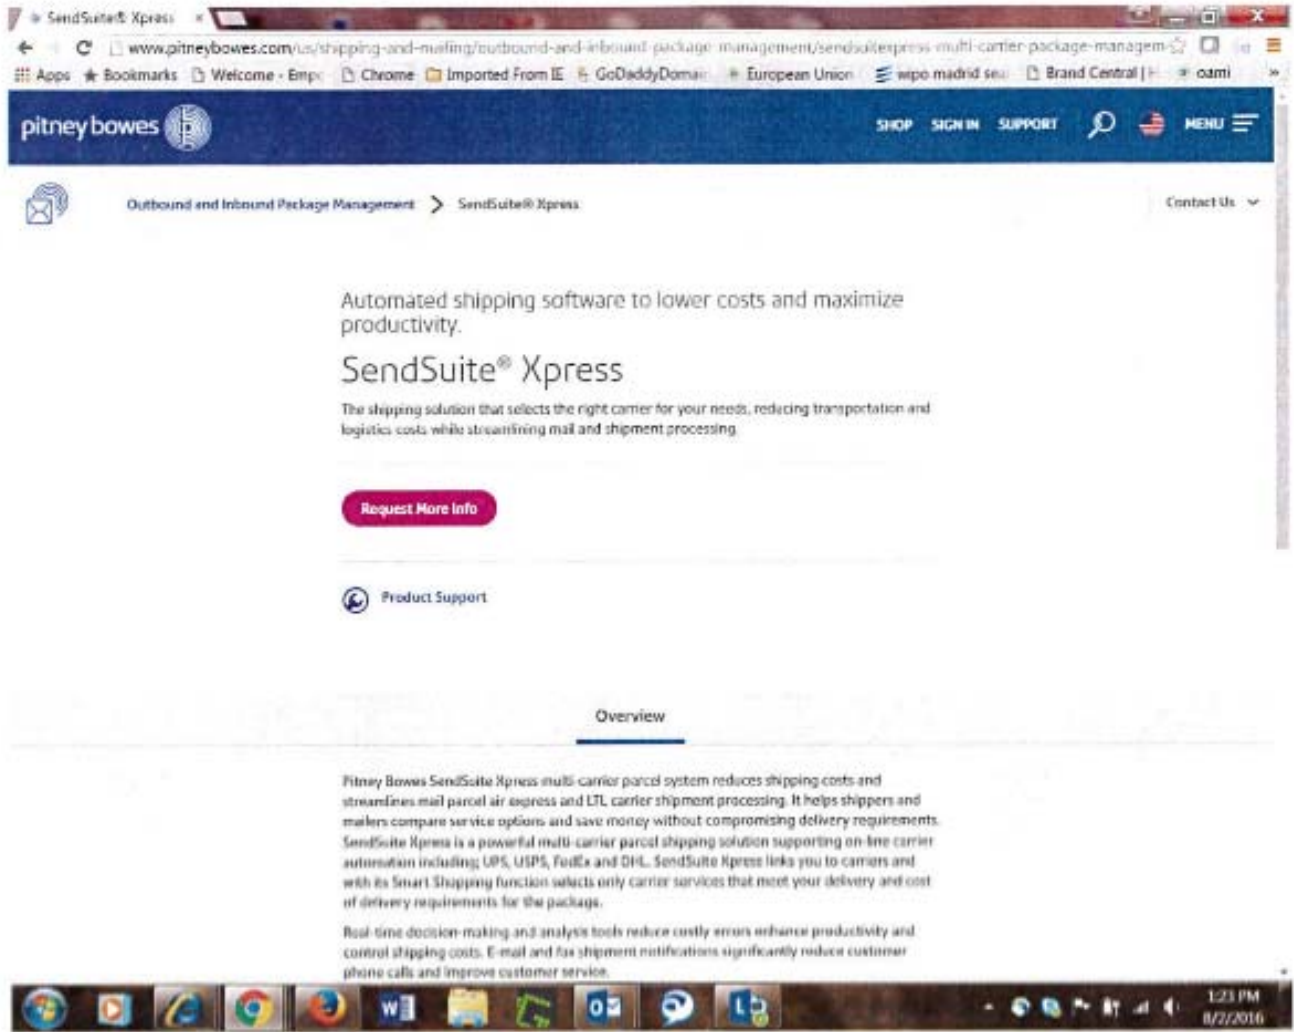 SendSuite® Xpress
www.pitneybowes.com/us/shipping-and-mailing/outbound-and-inbound-package-management/sendsuitexpress-multi-carrier-package-managem
Apps Bookmarks Welcome - Emp Chrome Imported From IE GoDaddyDomai European Union wipo madrid sea Brand Central | H oami »
pitney bowes SHOP SIGN IN SUPPORT MENU
Outbound and Inbound Package Management > SendSuite® Xpress Contact Us
Automated shipping software to lower costs and maximize
productivity.
SendSuite® Xpress
The shipping solution that selects the right carrier for your needs, reducing transportation and
logistics costs while streamlining mail and shipment processing.
Request More Info
Product Support
Overview
Pitney Bowes SendSuite Xpress multi-carrier parcel system reduces shipping costs and
streamlines mail parcel air express and LTL carrier shipment processing. It helps shippers and
mailers compare service options and save money without compromising delivery requirements.
SendSuite Xpress is a powerful multi-carrier parcel shipping solution supporting on-line carrier
automation including; UPS, USPS, FedEx and DHL. SendSuite Xpress links you to carriers and
with its Smart Shopping function selects only carrier services that meet your delivery and cost
of delivery requirements for the package.
Real-time decision-making and analysis tools reduce costly errors enhance productivity and
control shipping costs. E-mail and fax shipment notifications significantly reduce customer
phone calls and improve customer service.
1:23 PM
8/2/2016